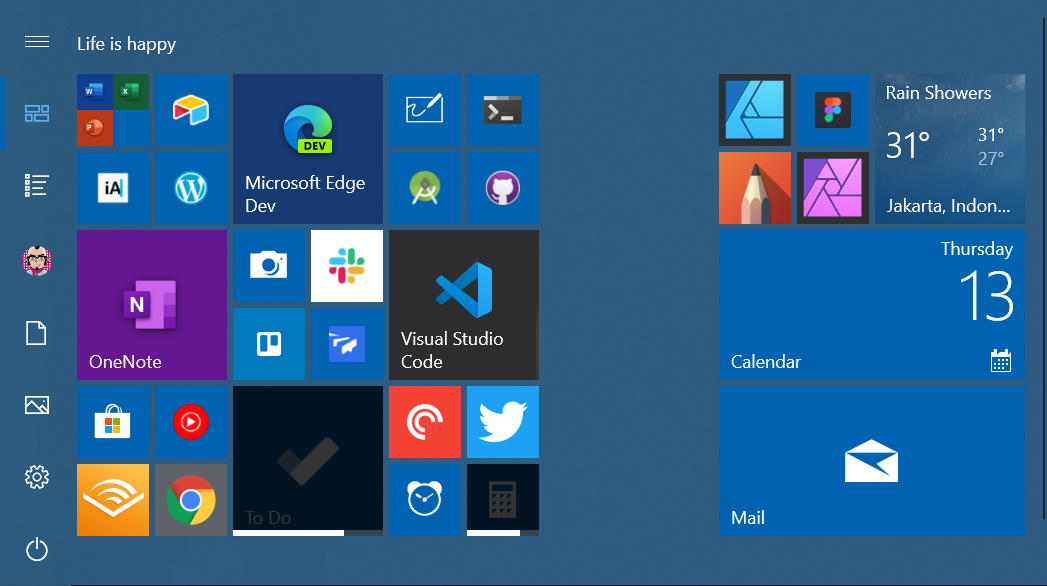 Life is happy
W
X
P
DEV
Microsoft Edge
Dev
Rain Showers
31°
31°
27°
Jakarta, Indon...
iA
W
N
OneNote
Visual Studio
Code
Thursday
13
Calendar
To Do
Mail